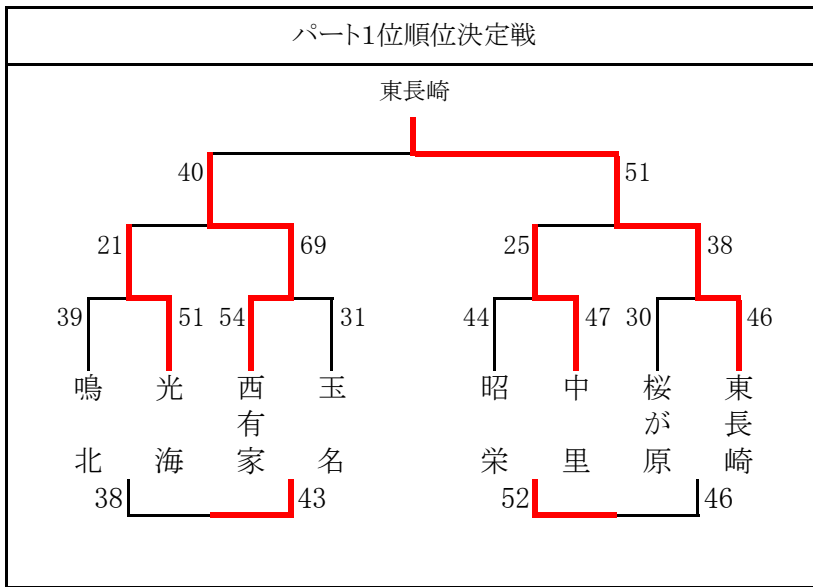 パート1位順位決定戦
東長崎
40 51
21 69 25 38
39 51 54 31 44 47 30 46
鳴北 光海 西有家 玉名 昭栄 中里 桜が原 東長崎
38 43 52 46